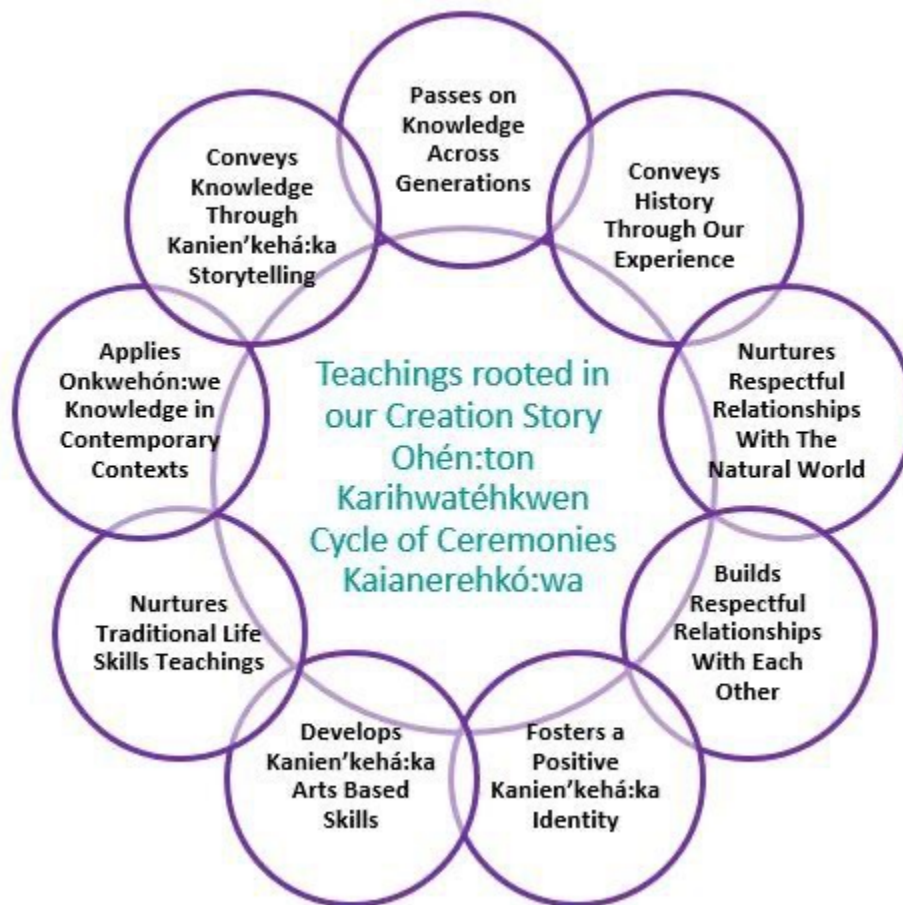 Passes on
Knowledge
Across
Generations
Conveys
History
Through Our
Experience
Nurtures
Respectful
Relationships
With The
Natural World
Builds
Respectful
Relationships
With Each
Other
Fosters a
Positive
Kanien’kehá:ka
Identity
Develops
Kanien’kehá:ka
Arts Based
Skills
Nurtures
Traditional Life
Skills Teachings
Applies
Onkwehón:we
Knowledge in
Contemporary
Contexts
Conveys
Knowledge
Through
Kanien’kehá:ka
Storytelling
Teachings rooted in
our Creation Story
Ohén:ton
Karihwatéhkwen
Cycle of Ceremonies
Kaianerehkó:wa